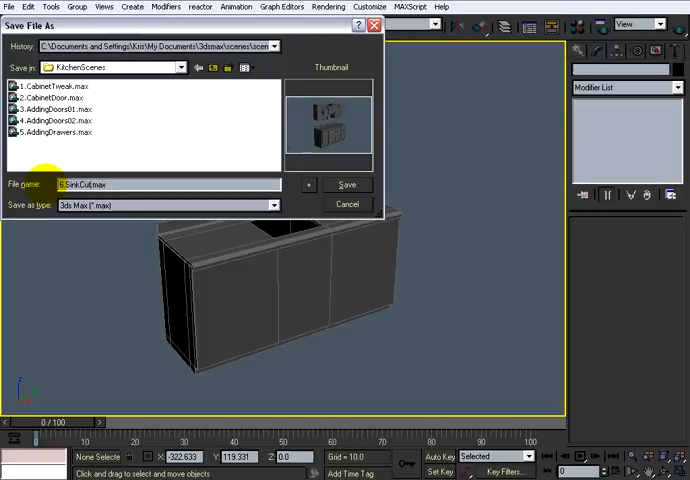 File Edit Tools Group Views Create Modifiers reactor Animation Graph Editors Rendering Customize MAXScript Help
Save File As
History: C:\Documents and Settings\Kris\My Documents\3dsmax\scenes\scen
Save in: KitchenScenes
Thumbnail
1.CabinetTweak.max
2.CabinetDoor.max
3.AddingDoors01.max
4.AddingDoors02.max
5.AddingDrawers.max
File name: 6.SinkCut.max
Save
Save as type: 3ds Max (*.max)
Cancel
View
Modifier List
z
0 / 100
0 10 20 30 40 50 60 70 80 90 100
None Selected X: -322.633 Y: 119.331 Z: 0.0 Grid = 10.0 Auto Key Selected
Click and drag to select and move objects Add Time Tag Set Key Key Filters... 0